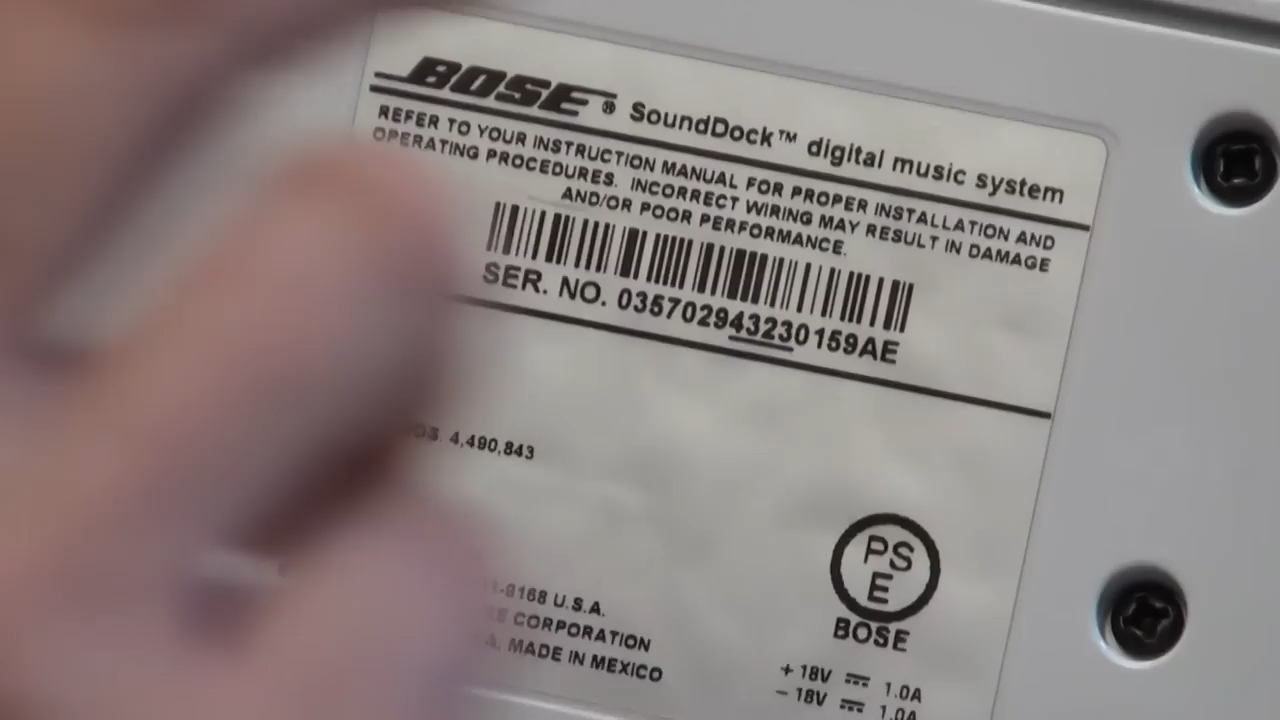 BOSE® SoundDock™ digital music system
REFER TO YOUR INSTRUCTION MANUAL FOR PROPER INSTALLATION AND
OPERATING PROCEDURES. INCORRECT WIRING MAY RESULT IN DAMAGE
AND/OR POOR PERFORMANCE.
SER. NO. 035702943230159AE
4,490,843
PS
E
BOSE
-9168 U.S.A.
CORPORATION
MADE IN MEXICO
+ 18V ⎓ 1.0A
− 18V ⎓ 1.0A